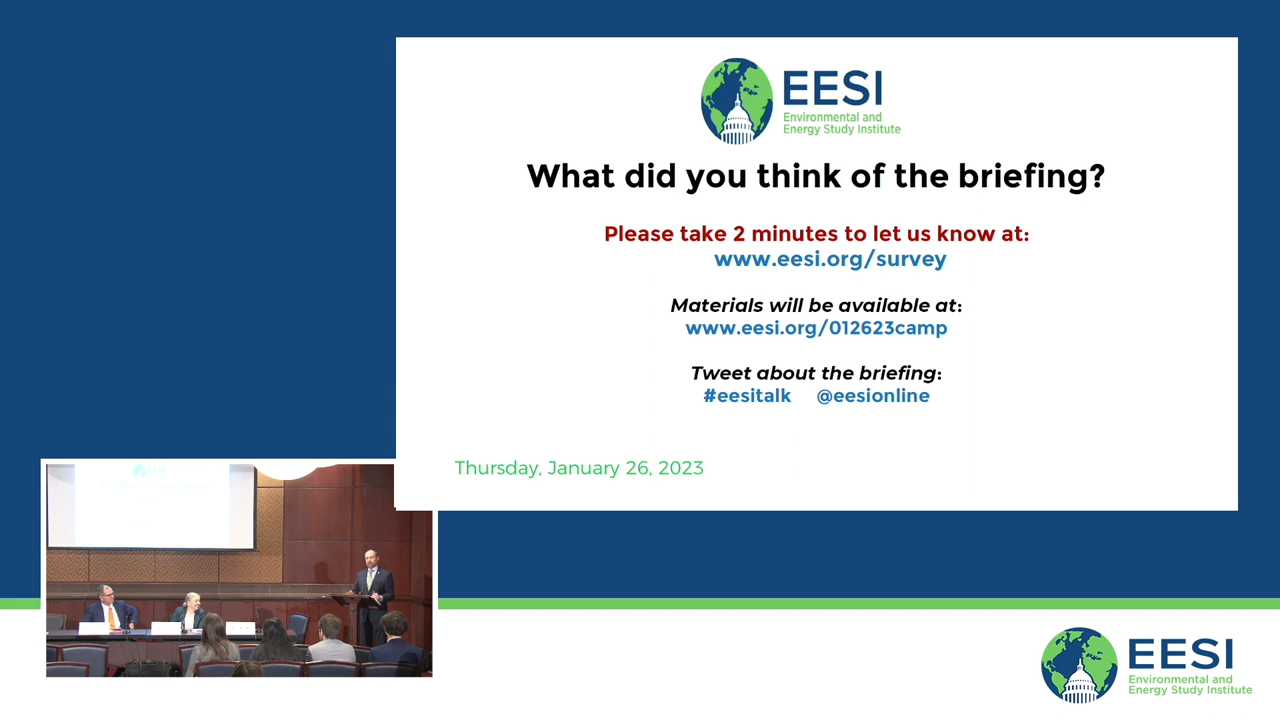 EESI
Environmental and
Energy Study Institute
What did you think of the briefing?
Please take 2 minutes to let us know at:
www.eesi.org/survey
Materials will be available at:
www.eesi.org/012623camp
Tweet about the briefing:
#eesitalk @eesionline
Thursday, January 26, 2023
EESI
Environmental and
Energy Study Institute